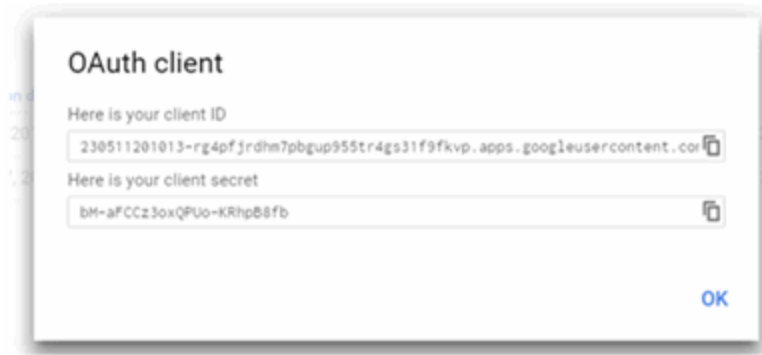 OAuth client
Here is your client ID
230511201013-rg4pfjrdhm7pbgup955tr4gs31f9fkvp.apps.googleusercontent.com
Here is your client secret
bM-aFCCz3oxQPUo-KRhpB8fb
OK